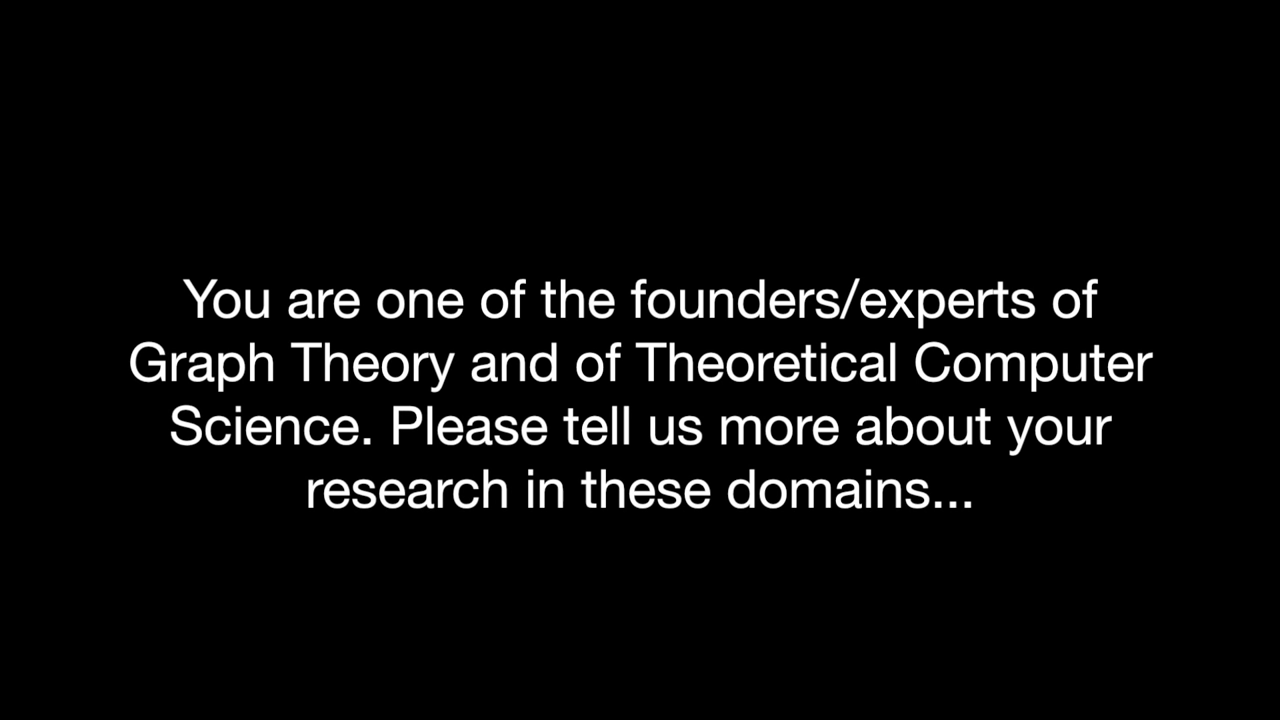 You are one of the founders/experts of
Graph Theory and of Theoretical Computer
Science. Please tell us more about your
research in these domains...